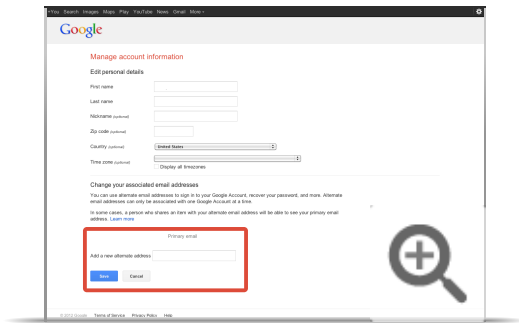 +You Search Images Maps Play YouTube News Gmail More
Google
Manage account information
Edit personal details
First name
Last name
Nickname (optional)
Zip code (optional)
Country (optional) United States
Time zone (optional)
Display all timezones
Change your associated email addresses
You can use alternate email addresses to sign in to your Google Account, recover your password, and more. Alternate
email addresses can only be associated with one Google Account at a time.
In some cases, a person who shares an item with your alternate email address will be able to see your primary email
address. Learn more
Primary email
Add a new alternate address
Save Cancel
© 2012 Google Terms of Service Privacy Policy Help